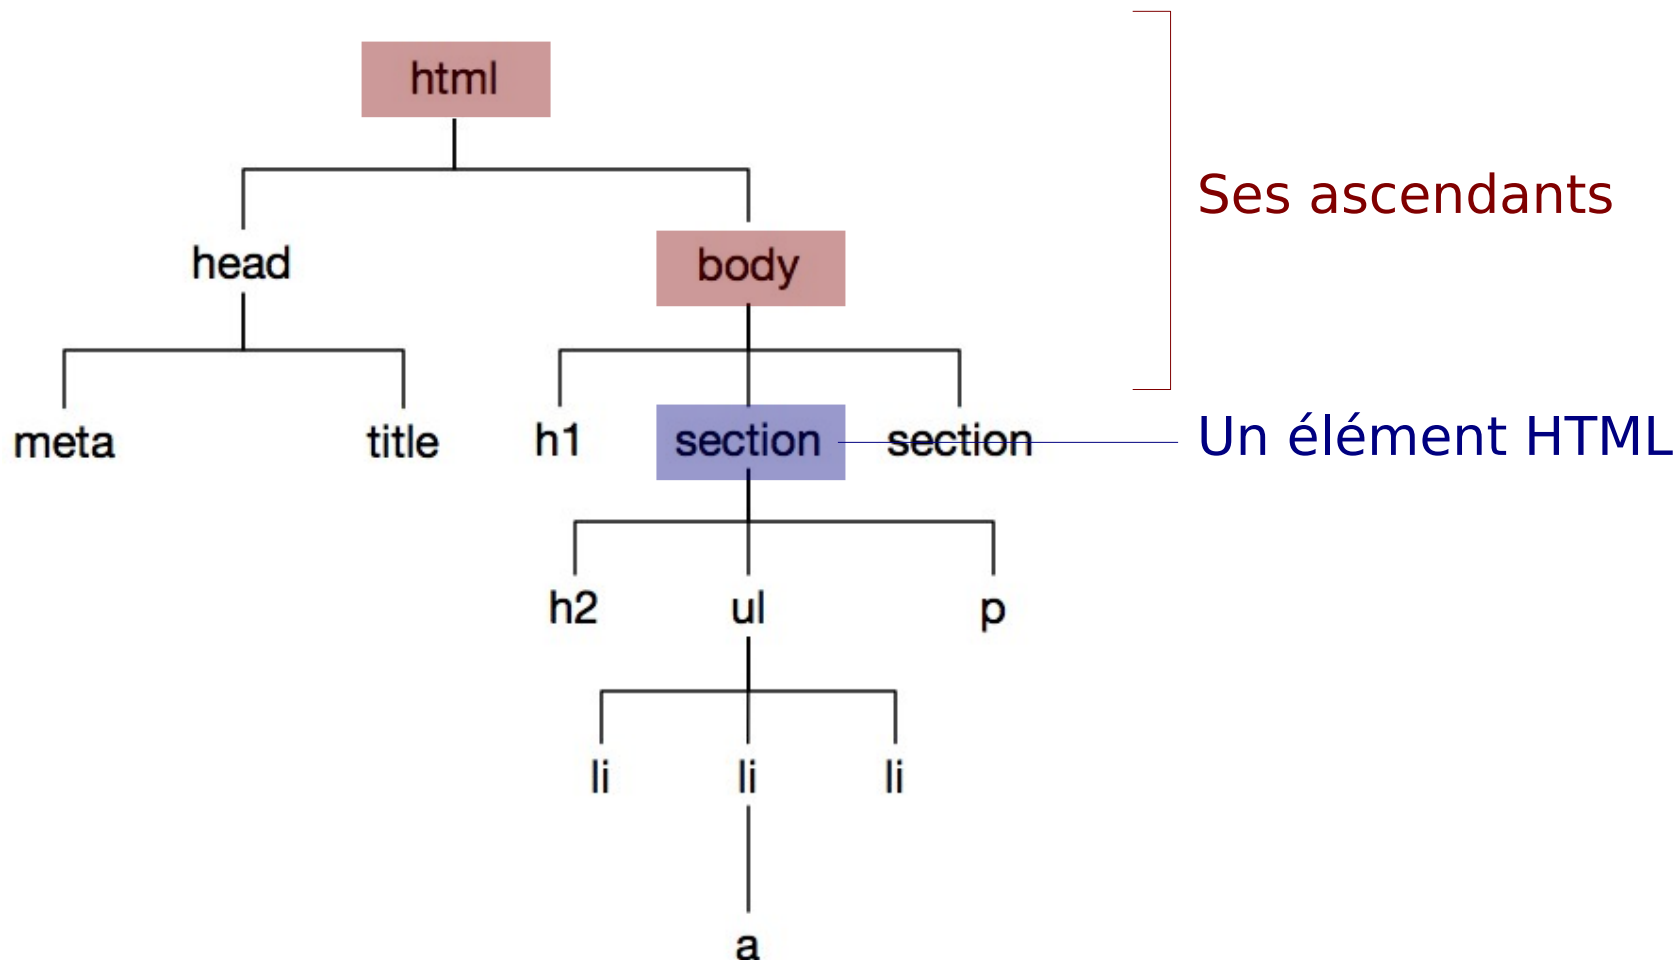 html
Ses ascendants
head
body
meta
title
h1
section
section
Un élément HTML
h2
ul
p
li
li
li
a